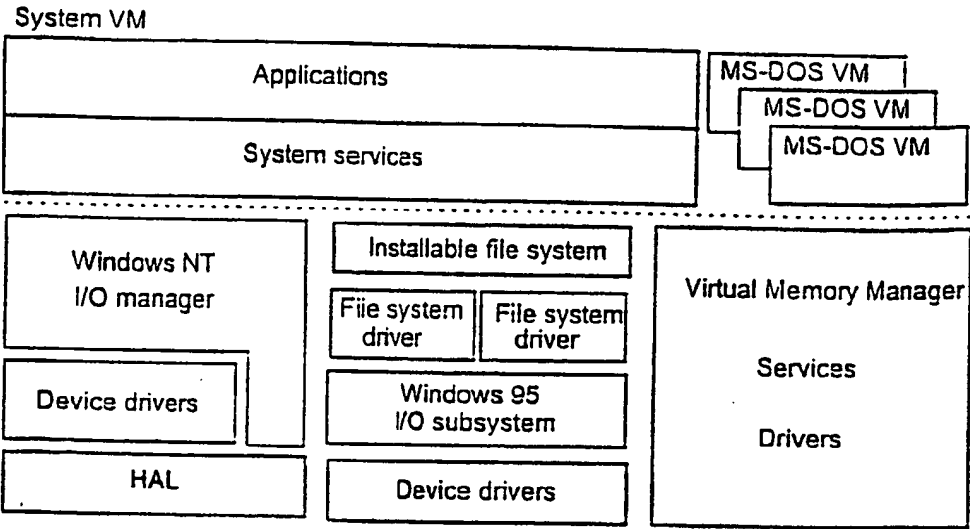 System VM
Applications
System services
MS-DOS VM
MS-DOS VM
MS-DOS VM
Windows NT
I/O manager
Device drivers
HAL
Installable file system
File system
driver
File system
driver
Windows 95
I/O subsystem
Device drivers
Virtual Memory Manager
Services
Drivers